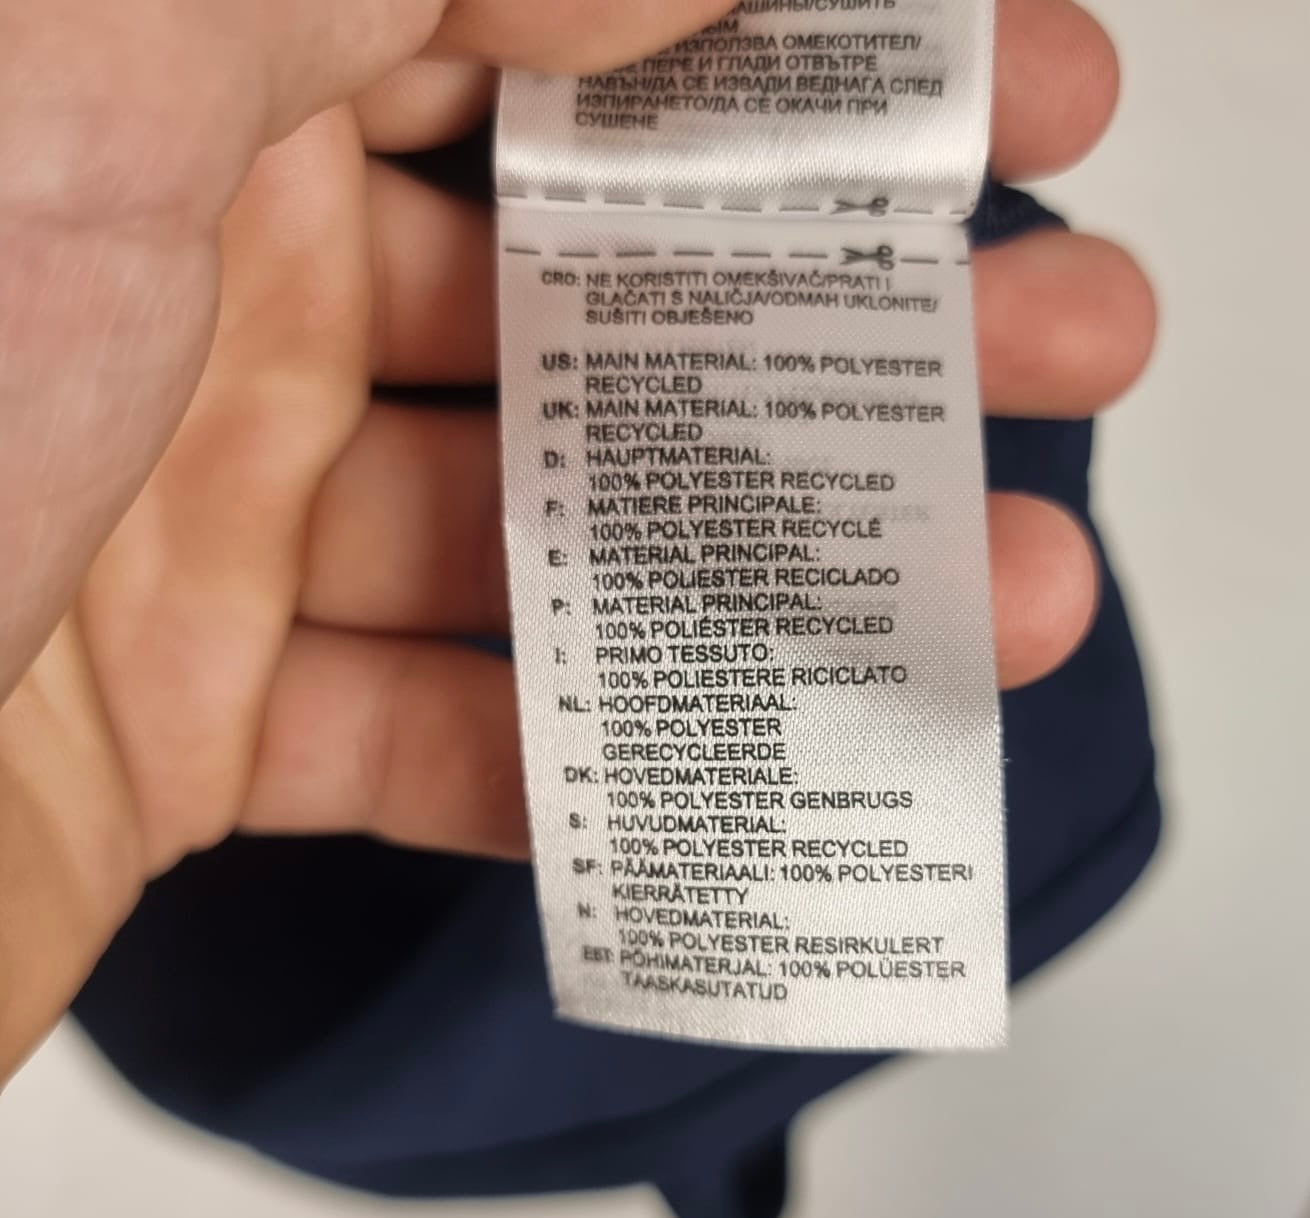 АШИНЫ/СУШИТЬ
ИЗПОЛЗВА ОМЕКОТИТЕЛ/
ПЕРЕ И ГЛАДИ ОТВЪТРЕ
НАВЪН/ДА СЕ ИЗВАДИ ВЕДНАГА СЛЕД
ИЗПИРАНЕТО/ДА СЕ ОКАЧИ ПРИ
СУШЕНЕ
CRO: NE KORISTITI OMEKŠIVAČ/PRATI I
GLAČATI S NALIČJA/ODMAH UKLONITE/
SUŠITI OBJEŠENO
US: MAIN MATERIAL: 100% POLYESTER
RECYCLED
UK: MAIN MATERIAL: 100% POLYESTER
RECYCLED
D: HAUPTMATERIAL:
100% POLYESTER RECYCLED
F: MATIERE PRINCIPALE:
100% POLYESTER RECYCLÉ
E: MATERIAL PRINCIPAL:
100% POLIESTER RECICLADO
P: MATERIAL PRINCIPAL:
100% POLIÉSTER RECYCLED
I: PRIMO TESSUTO:
100% POLIESTERE RICICLATO
NL: HOOFDMATERIAAL:
100% POLYESTER
GERECYCLEERDE
DK: HOVEDMATERIALE:
100% POLYESTER GENBRUGS
S: HUVUDMATERIAL:
100% POLYESTER RECYCLED
SF: PÄÄMATERIAALI: 100% POLYESTERI
KIERRÄTETTY
N: HOVEDMATERIAL:
100% POLYESTER RESIRKULERT
EST: PÕHIMATERJAL: 100% POLÜESTER
TAASKASUTATUD